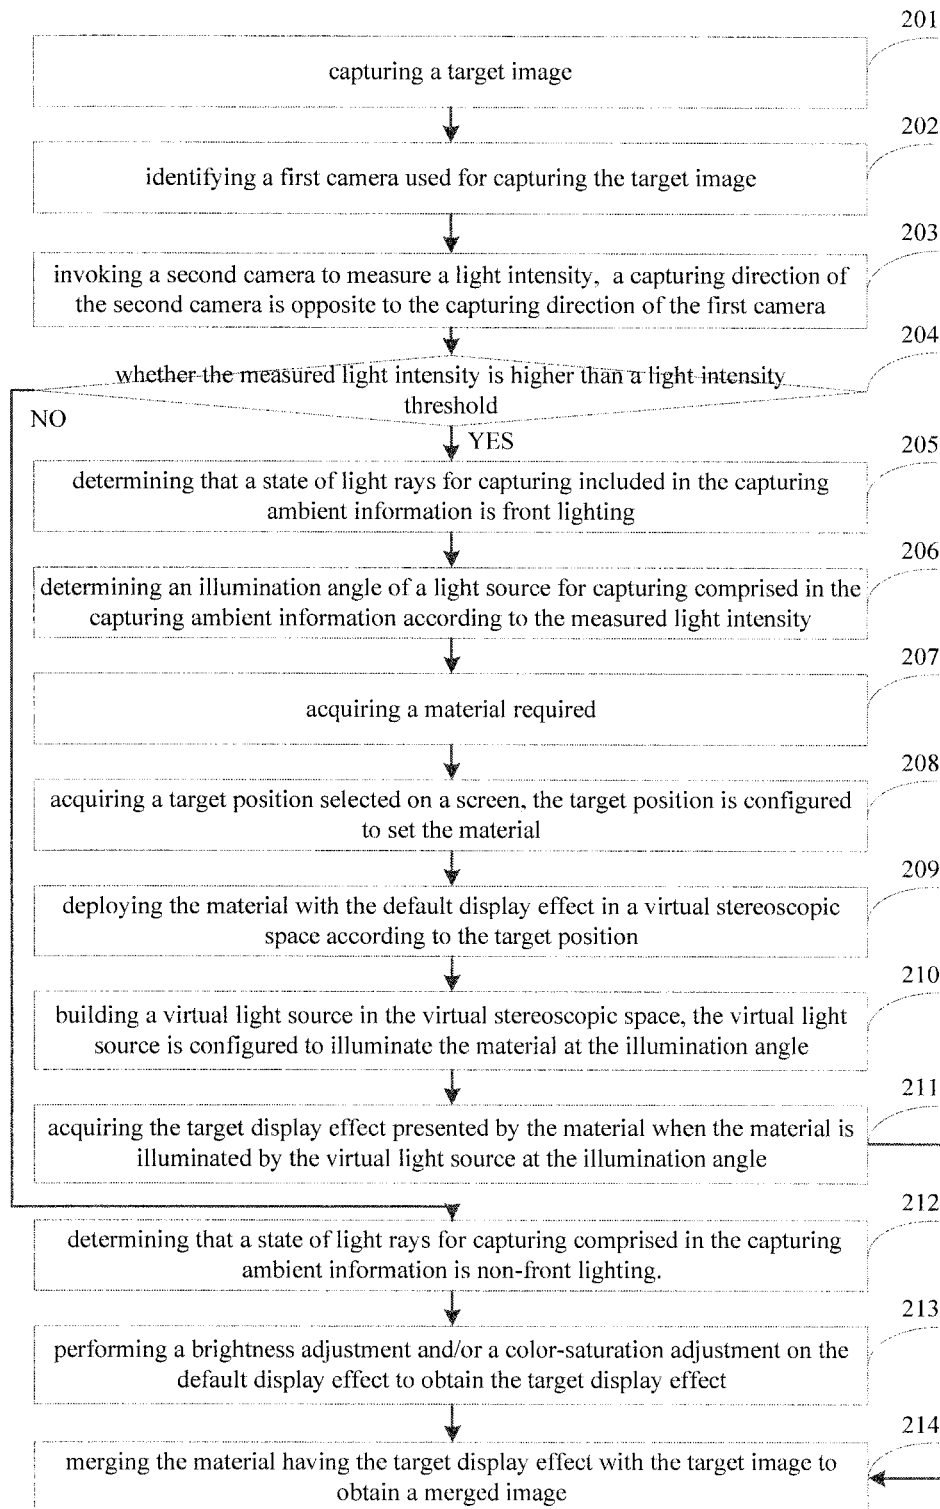 201
capturing a target image
202
identifying a first camera used for capturing the target image
203
invoking a second camera to measure a light intensity, a capturing direction of
the second camera is opposite to the capturing direction of the first camera
204
whether the measured light intensity is higher than a light intensity
threshold
NO
YES
205
determining that a state of light rays for capturing included in the capturing
ambient information is front lighting
206
determining an illumination angle of a light source for capturing comprised in the
capturing ambient information according to the measured light intensity
207
acquiring a material required
208
acquiring a target position selected on a screen, the target position is configured
to set the material
209
deploying the material with the default display effect in a virtual stereoscopic
space according to the target position
210
building a virtual light source in the virtual stereoscopic space, the virtual light
source is configured to illuminate the material at the illumination angle
211
acquiring the target display effect presented by the material when the material is
illuminated by the virtual light source at the illumination angle
212
determining that a state of light rays for capturing comprised in the capturing
ambient information is non-front lighting.
213
performing a brightness adjustment and/or a color-saturation adjustment on the
default display effect to obtain the target display effect
214
merging the material having the target display effect with the target image to
obtain a merged image